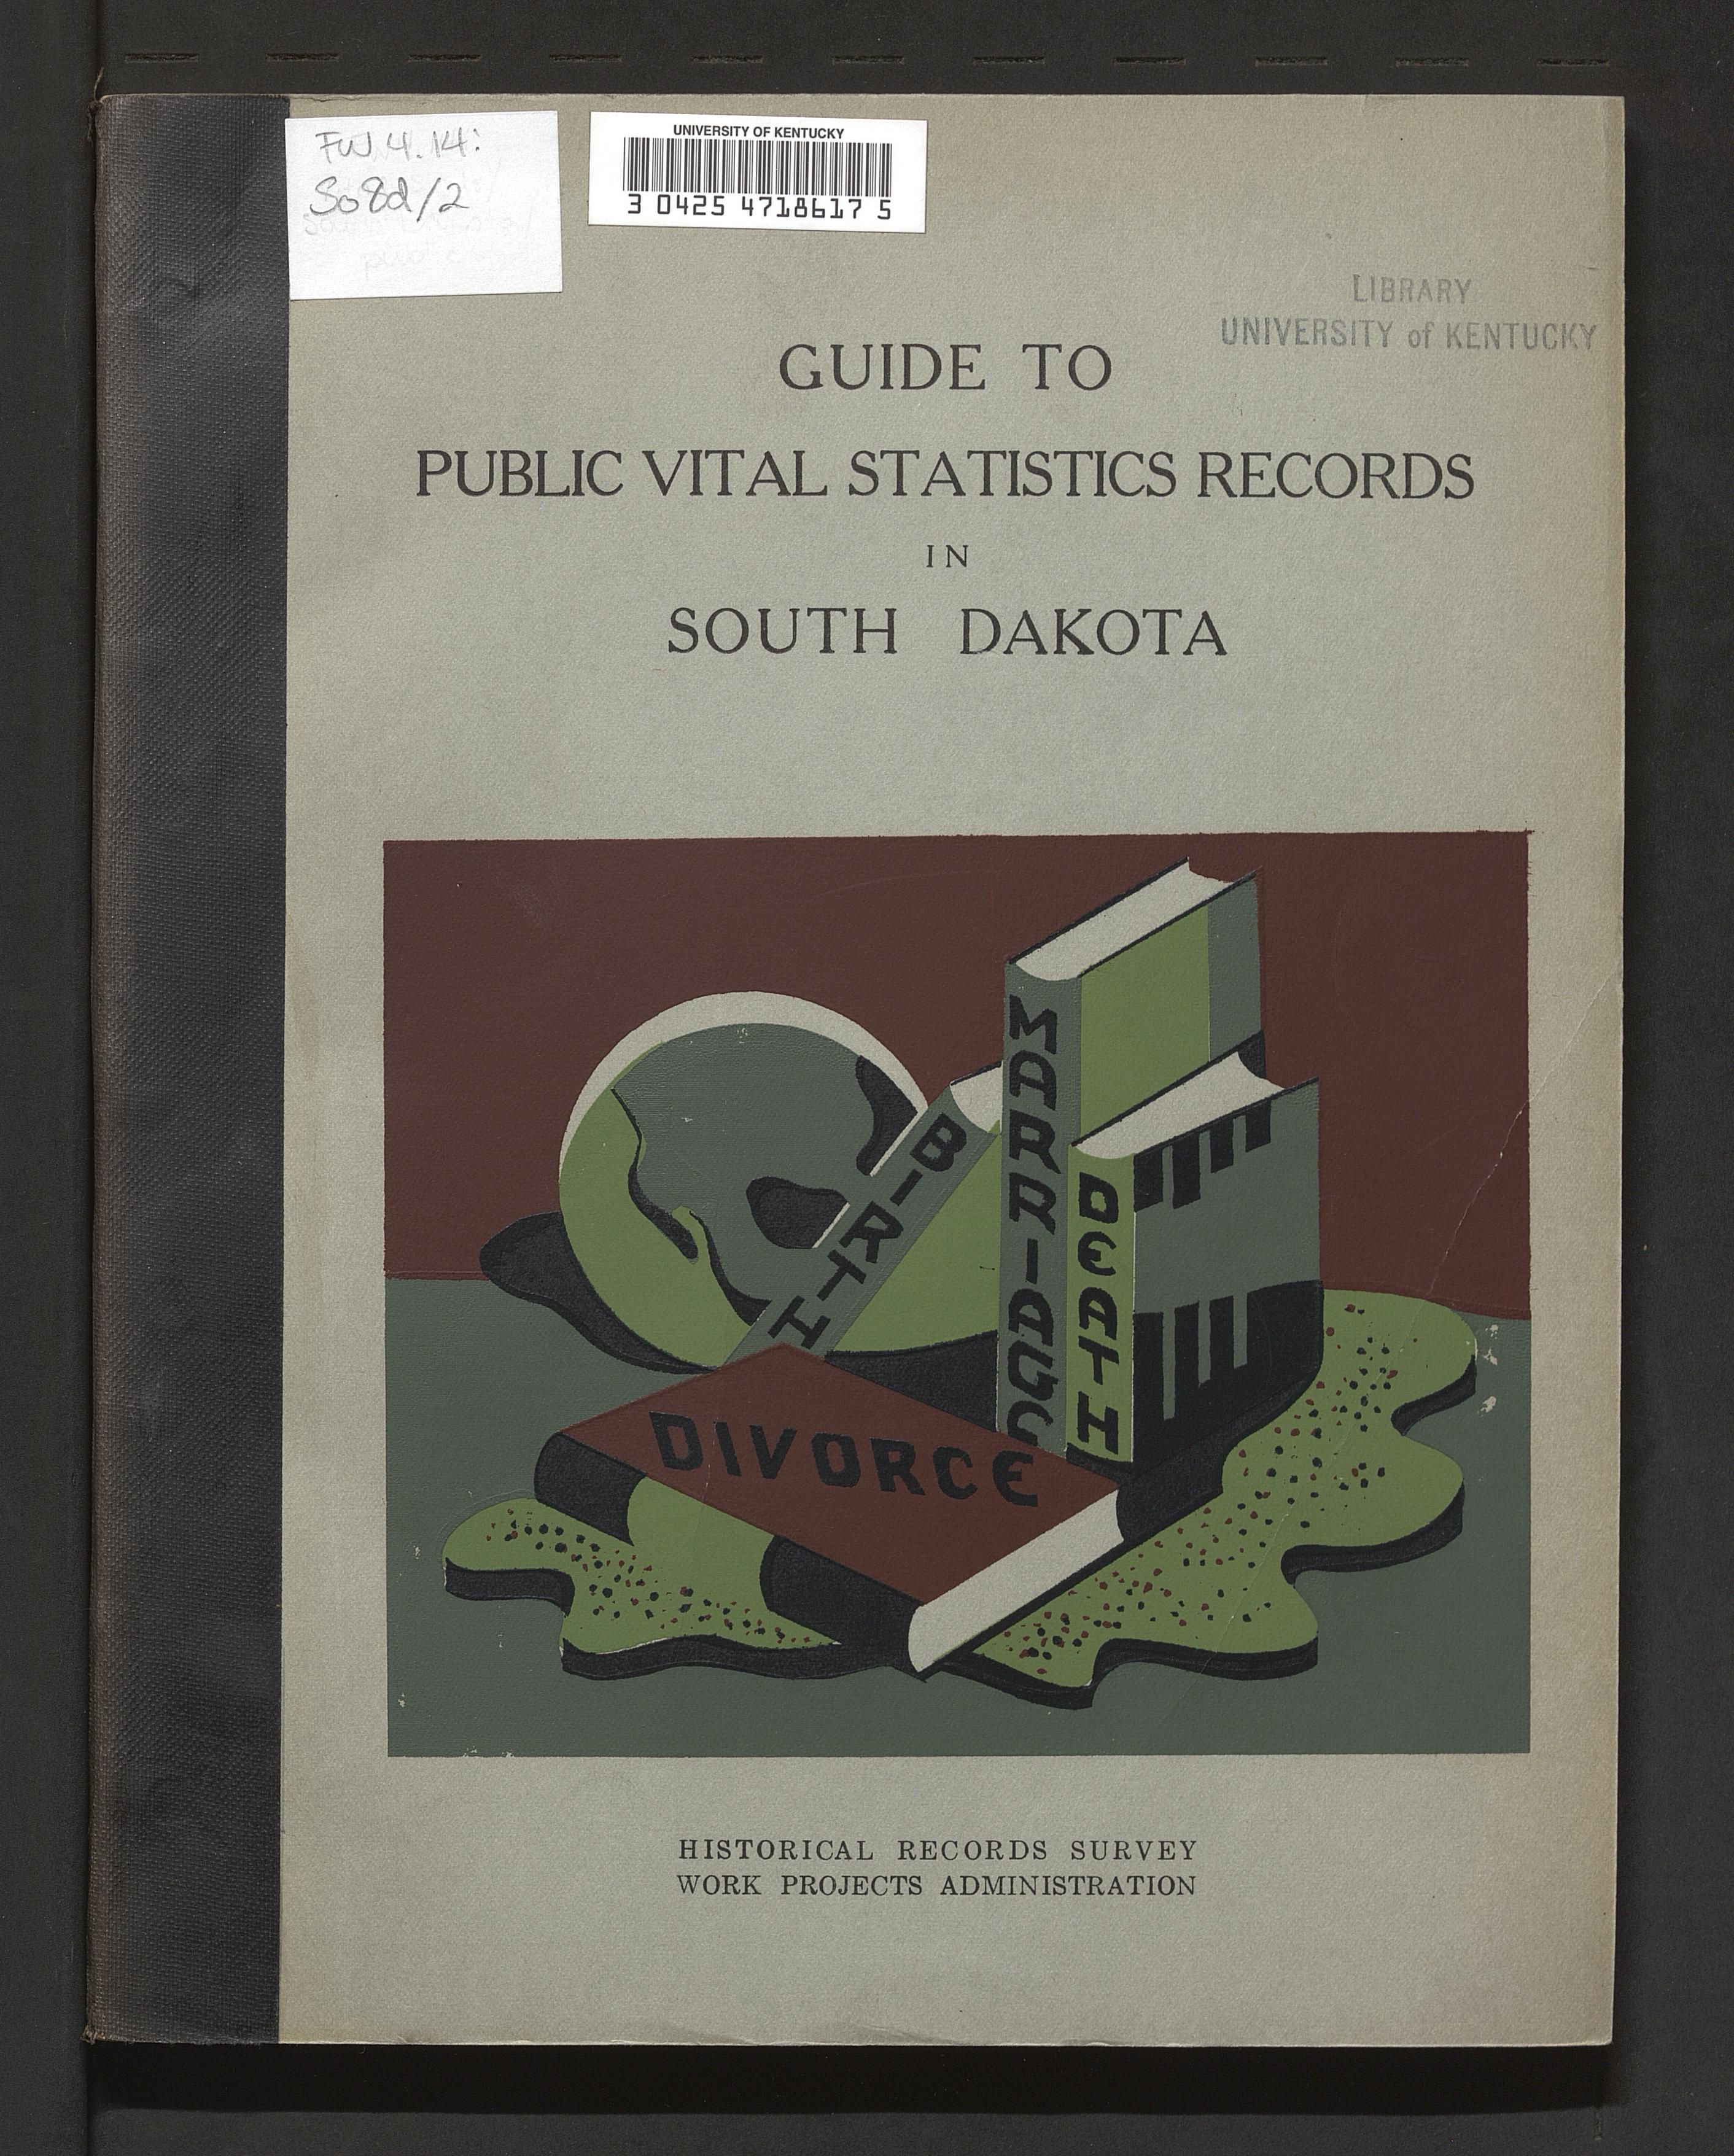 FW 4.14:
So8d/2
UNIVERSITY OF KENTUCKY
3 0425 4718617 5
LIBRARY
UNIVERSITY of KENTUCKY
GUIDE TO
PUBLIC VITAL STATISTICS RECORDS
IN
SOUTH DAKOTA
BIRTH
MARRIAGE
DEATH
DIVORCE
HISTORICAL RECORDS SURVEY
WORK PROJECTS ADMINISTRATION